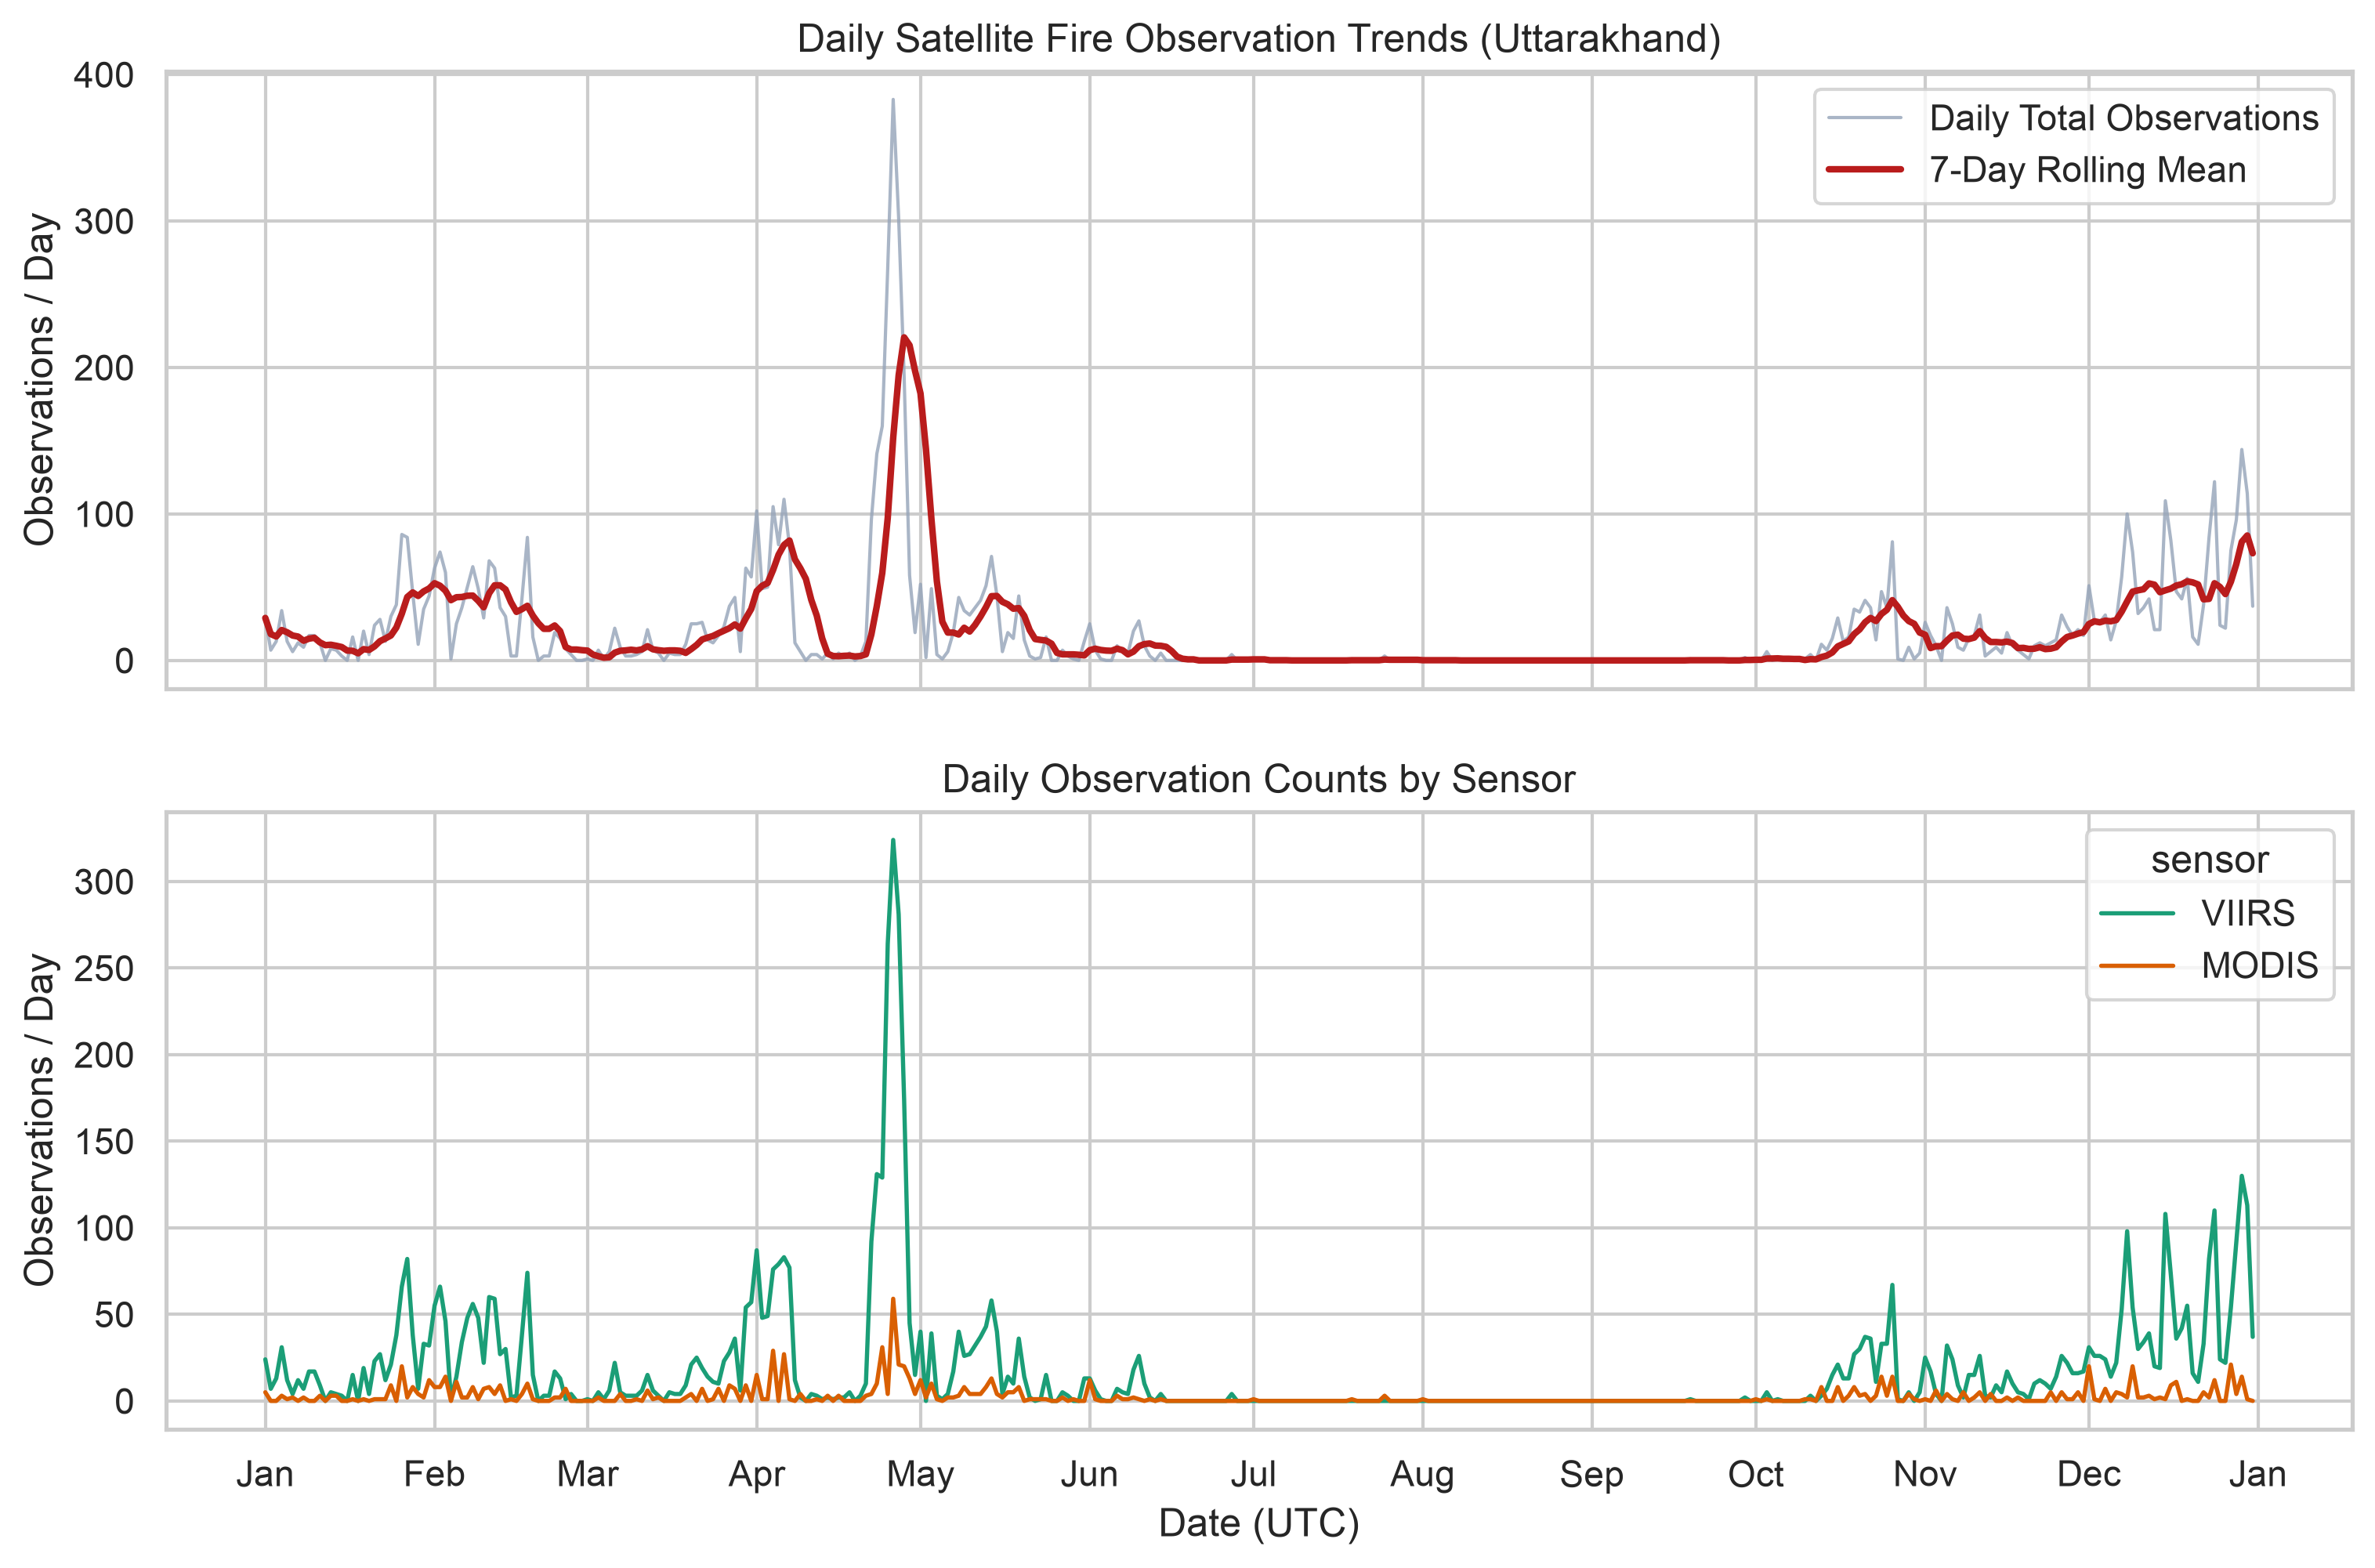 Daily Satellite Fire Observation Trends (Uttarakhand)
400
300
200
100
0
Observations / Day
Daily Total Observations
7-Day Rolling Mean
Daily Observation Counts by Sensor
300
250
200
150
100
50
0
Observations / Day
sensor
VIIRS
MODIS
Jan Feb Mar Apr May Jun Jul Aug Sep Oct Nov Dec Jan
Date (UTC)